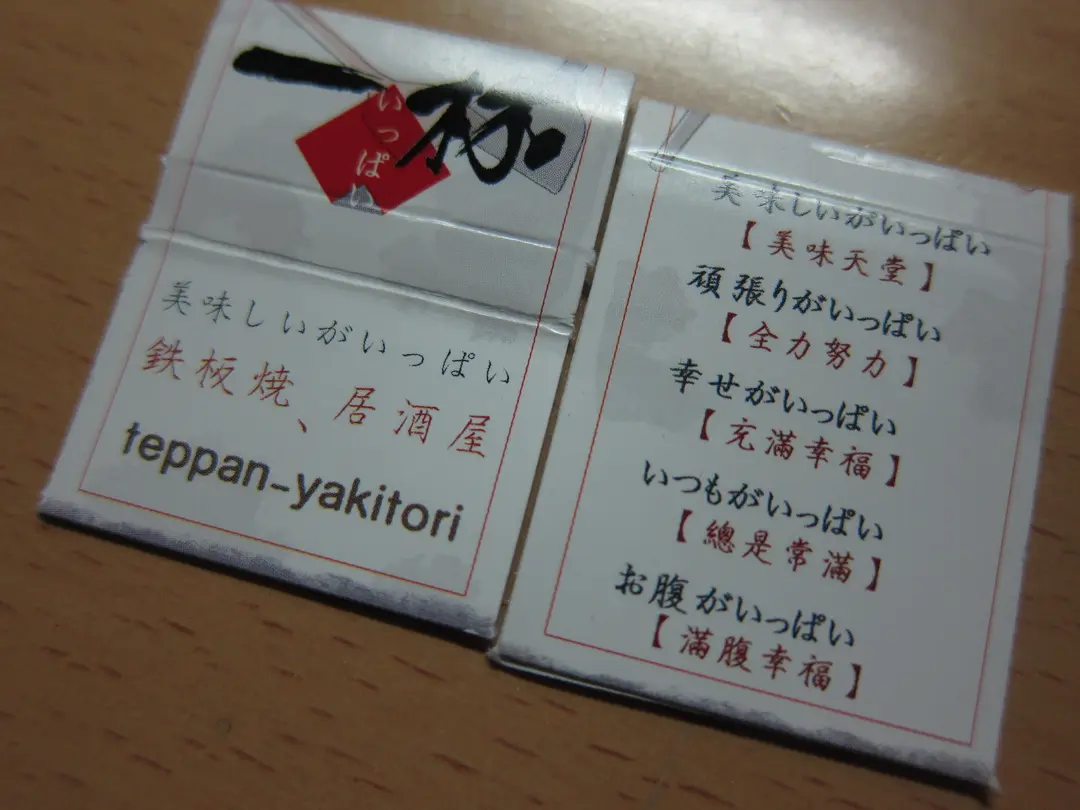 一杯
いっぱい
美味しいがいっぱい
鉄板焼、居酒屋
teppan-yakitori
美味しいがいっぱい
【美味天堂】
頑張りがいっぱい
【全力努力】
幸せがいっぱい
【充滿幸福】
いつもがいっぱい
【總是常滿】
お腹がいっぱい
【滿腹幸福】